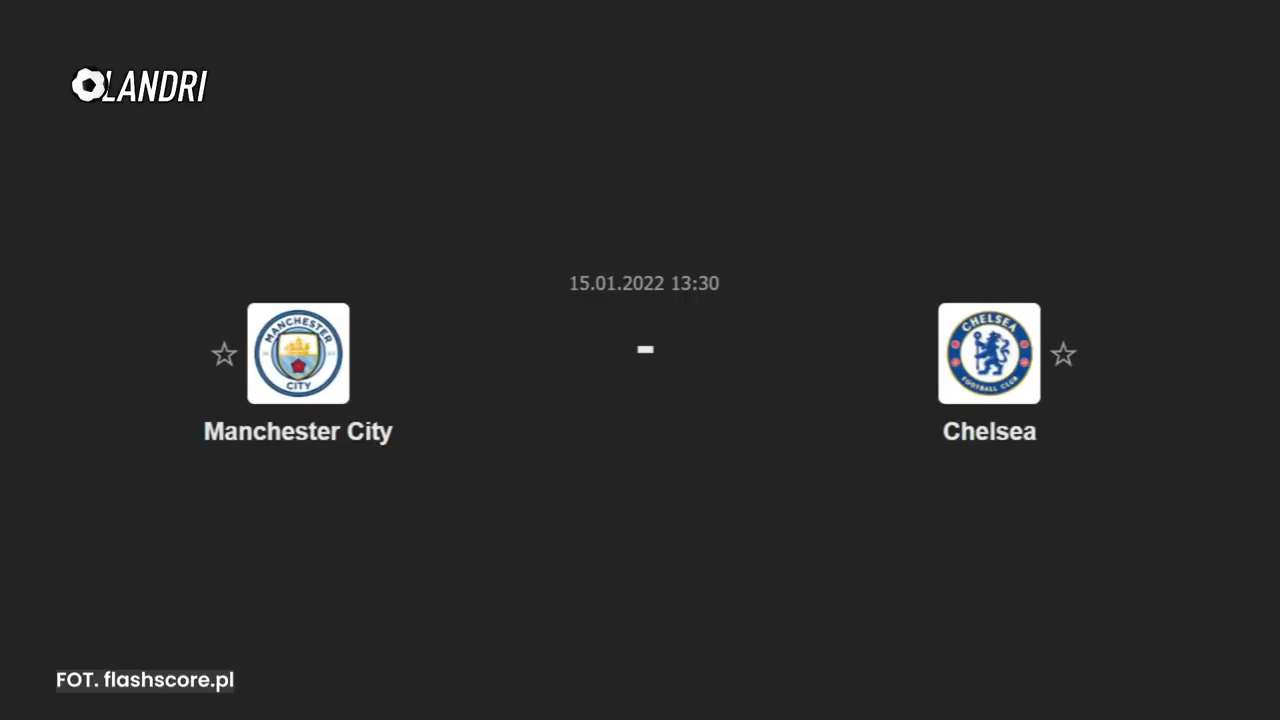 LANDRI
15.01.2022 13:30
MANCHESTER
CITY
CHELSEA
FOOTBALL CLUB
-
Manchester City
Chelsea
FOT. flashscore.pl